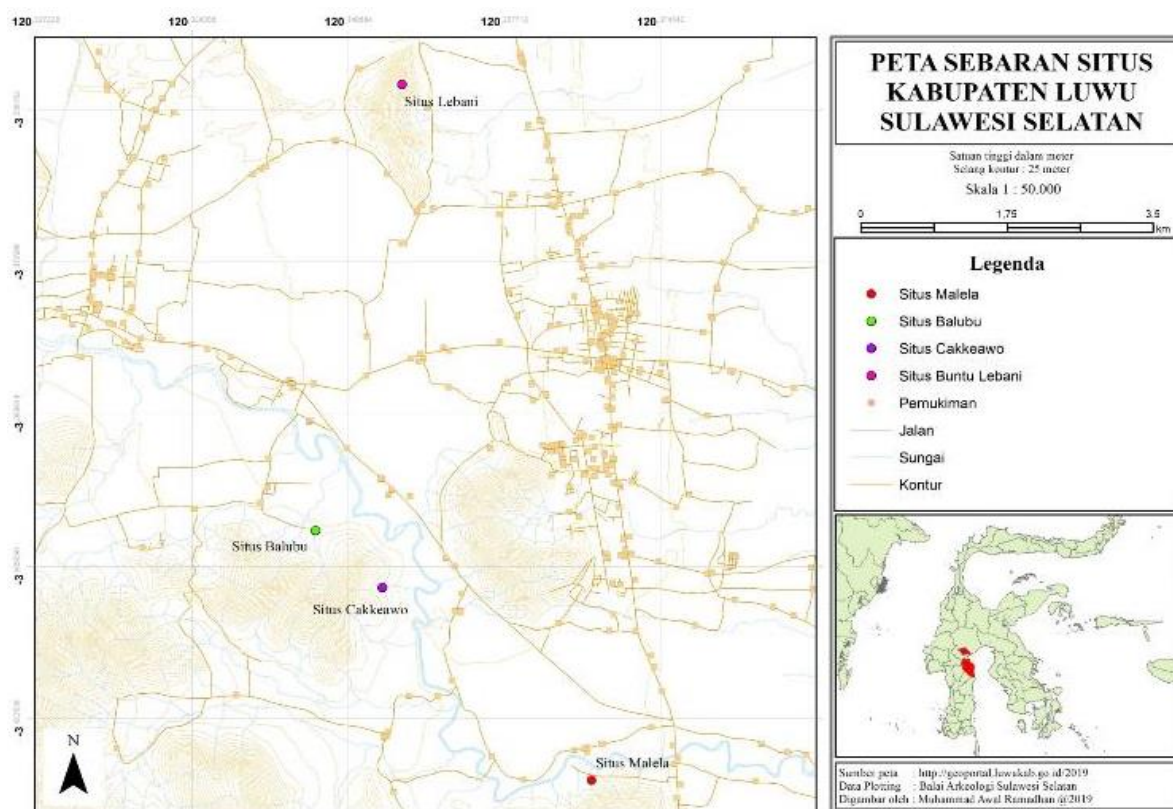 120 120 120 120 120
Situs Lebani
Situs Balubu
Situs Cakkeawo
Situs Malela
-3
-3
-3
-3
-3
N
PETA SEBARAN SITUS
KABUPATEN LUWU
SULAWESI SELATAN
Satuan tinggi dalam meter
Selang kontur : 25 meter
Skala 1 : 50.000
0 1,75 3,5
km
Legenda
Situs Malela
Situs Balubu
Situs Cakkeawo
Situs Buntu Lebani
Pemukiman
Jalan
Sungai
Kontur
Sumber peta : http://geoportal.luwukab.go.id/2019
Data Plotting : Balai Arkeologi Sulawesi Selatan
Digambar oleh : Muhammad Awal Ramadhan @2019